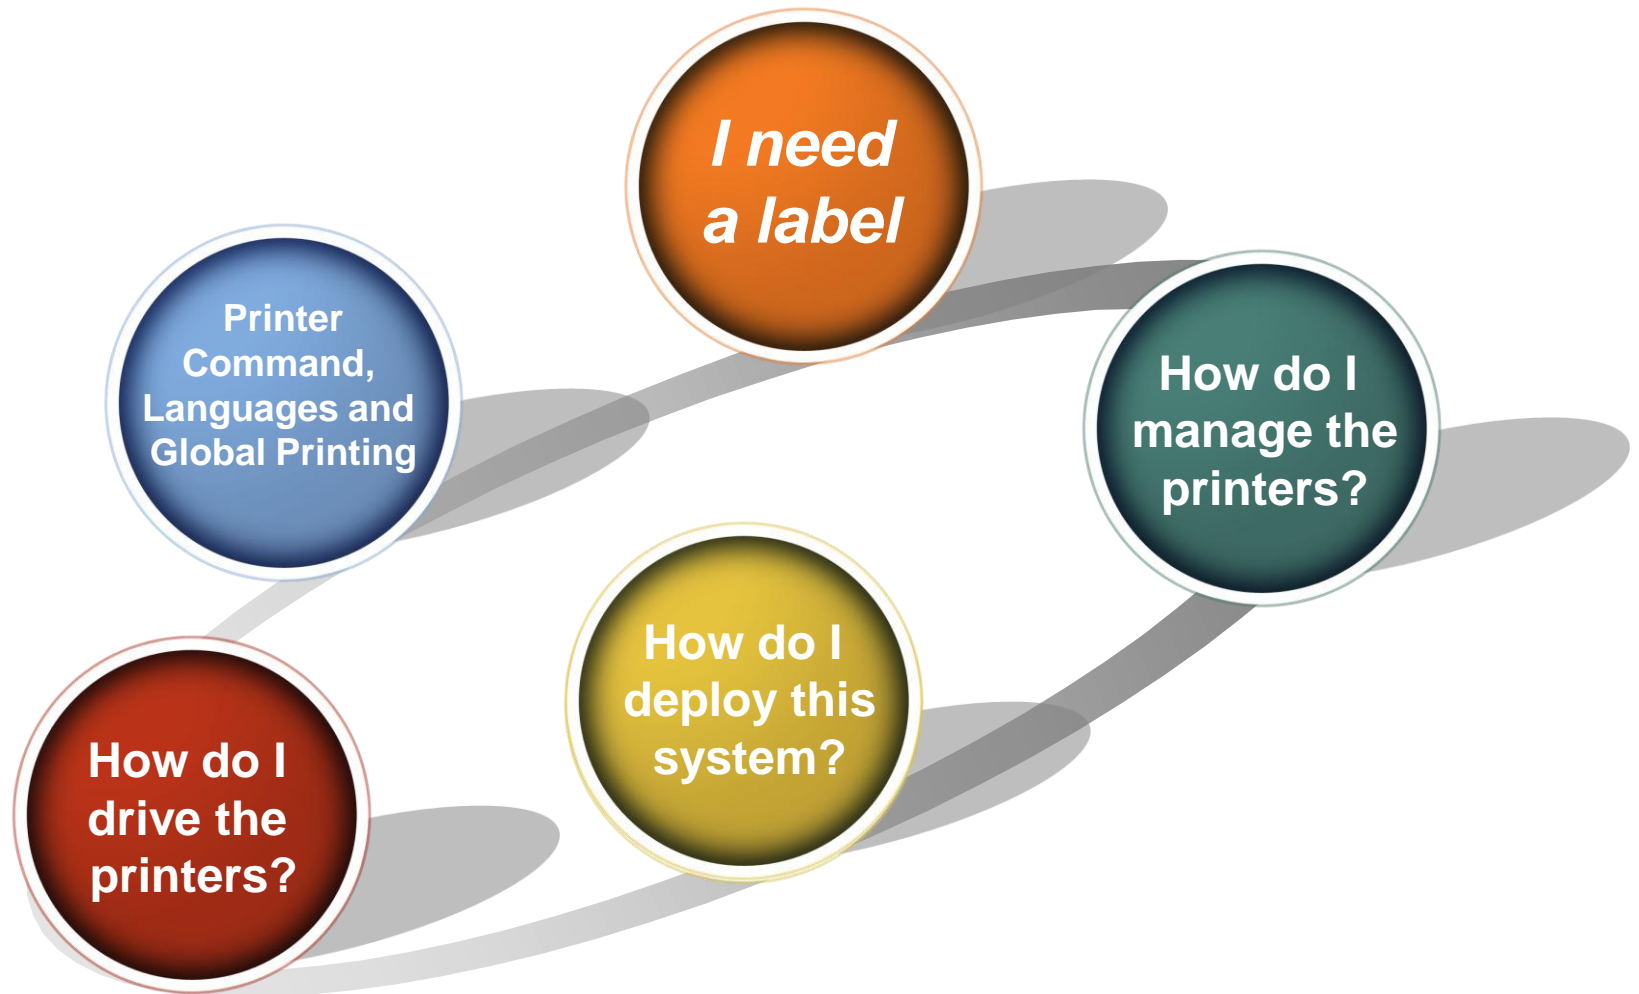 I need
a label
Printer
Command,
Languages and
Global Printing
How do I
manage the
printers?
How do I
deploy this
system?
How do I
drive the
printers?